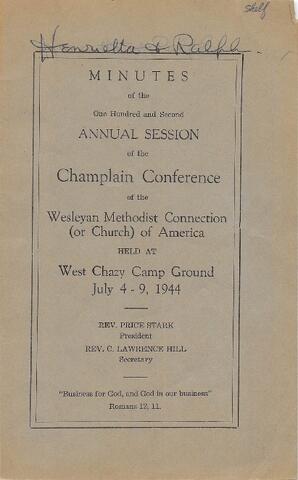 shelf
Henrietta & Ralph.
MINUTES
of the
One Hundred and Second
ANNUAL SESSION
of the
Champlain Conference
of the
Wesleyan Methodist Connection
(or Church) of America
HELD AT
West Chazy Camp Ground
July 4 - 9, 1944
REV. PRICE STARK
President
REV. C. LAWRENCE HILL
Secretary
"Business for God, and God in our business"
Romans 12, 11.